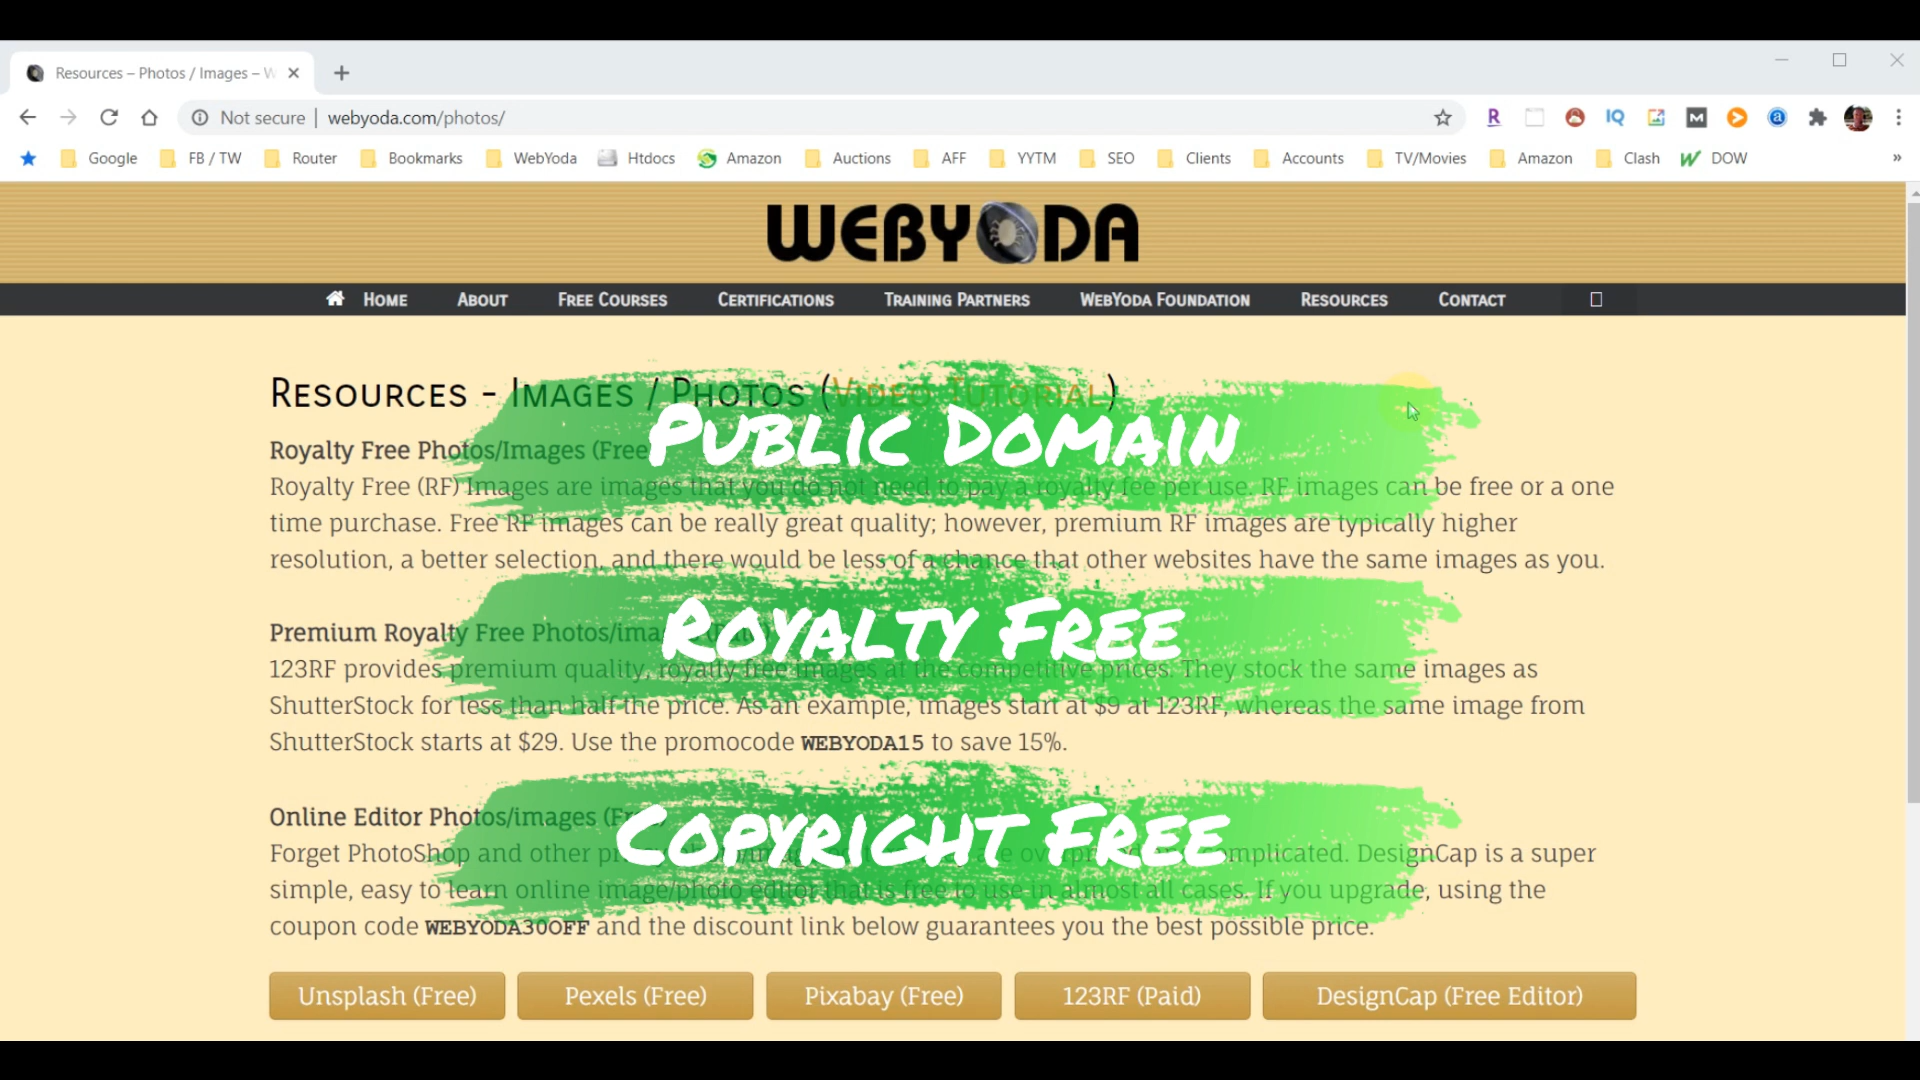 Resources – Photos / Images – W
Not secure | webyoda.com/photos/
Google FB / TW Router Bookmarks WebYoda Htdocs Amazon Auctions AFF YYTM SEO Clients Accounts TV/Movies Amazon Clash DOW »
WEBYODA
Home About Free Courses Certifications Training Partners WebYoda Foundation Resources Contact
Resources - Images / Photos (Video Tutorial)
Public Domain
Royalty Free Photos/Images (Free
Royalty Free (RF) Images are images that you do not need to pay a royalty fee per use. RF images can be free or a one
time purchase. Free RF images can be really great quality; however, premium RF images are typically higher
resolution, a better selection, and there would be less of a chance that other websites have the same images as you.
Royalty Free
Premium Royalty Free Photos/ima
123RF provides premium quality, royalty free images at the competitive prices. They stock the same images as
ShutterStock for less than half the price. As an example, images start at $9 at 123RF, whereas the same image from
ShutterStock starts at $29. Use the promocode WEBYODA15 to save 15%.
Copyright Free
Online Editor Photos/images (Fr
Forget PhotoShop and other complicated. DesignCap is a super
simple, easy to learn online image/photo editor that is free to use in almost all cases. If you upgrade, using the
coupon code WEBYODA30OFF and the discount link below guarantees you the best possible price.
Unsplash (Free) Pexels (Free) Pixabay (Free) 123RF (Paid) DesignCap (Free Editor)